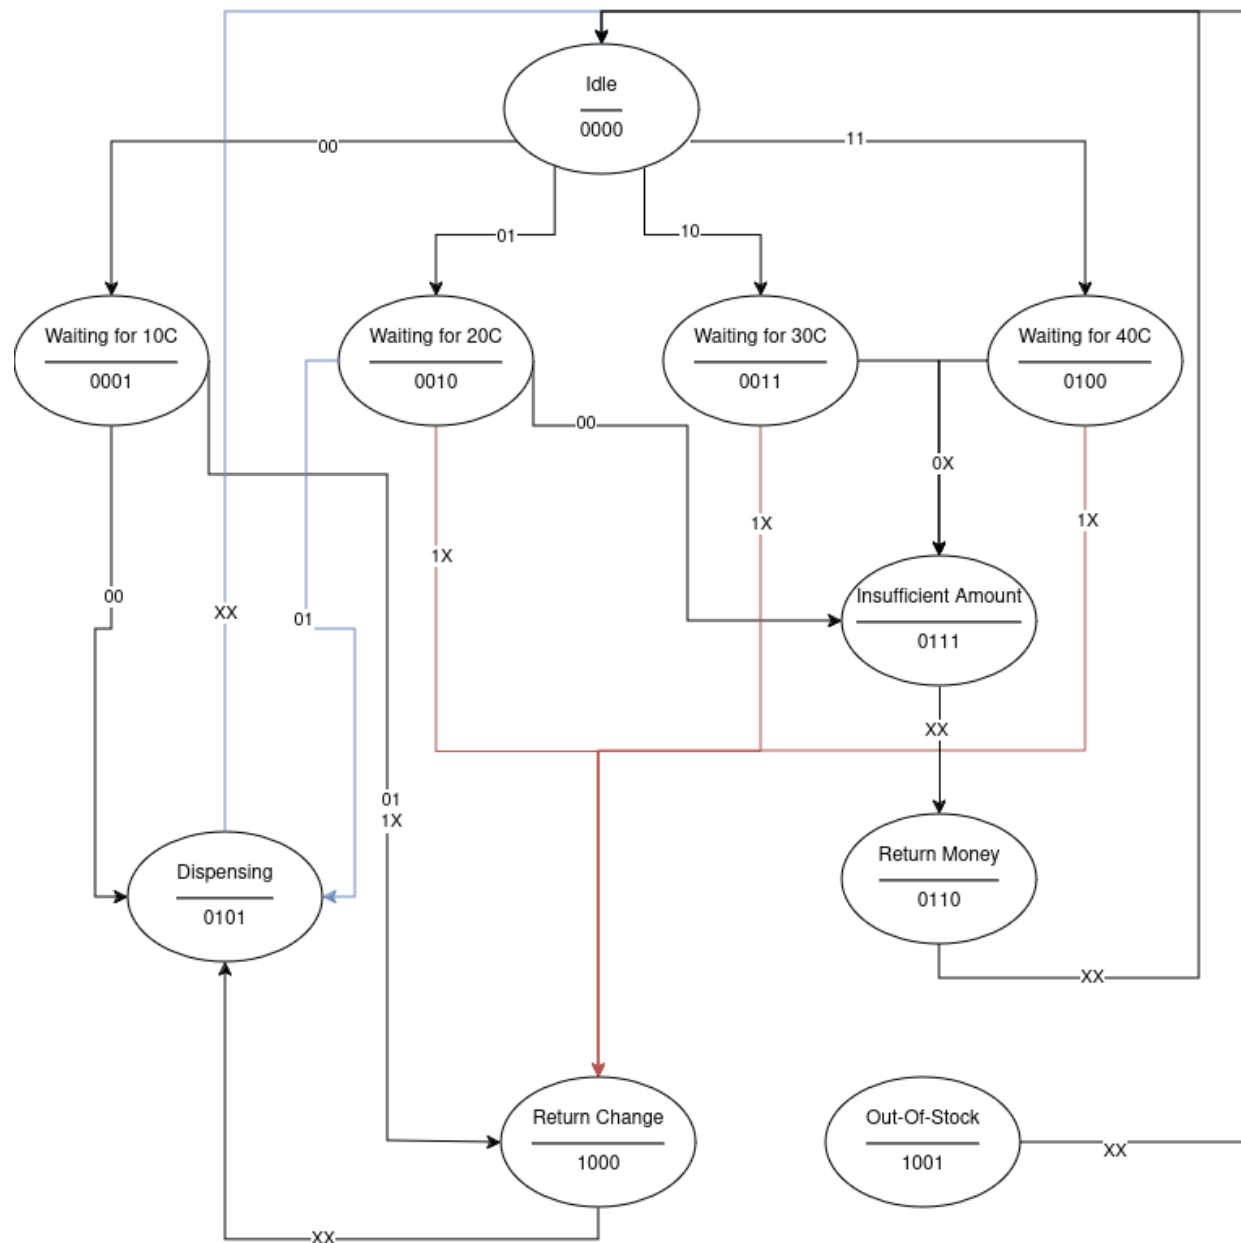 Idle
0000
00
11
01
10
Waiting for 10C
0001
Waiting for 20C
0010
Waiting for 30C
0011
Waiting for 40C
0100
00
0X
1X
1X
1X
00
XX
01
Insufficient Amount
0111
XX
01
1X
Dispensing
0101
Return Money
0110
XX
Return Change
1000
Out-Of-Stock
1001
XX
XX